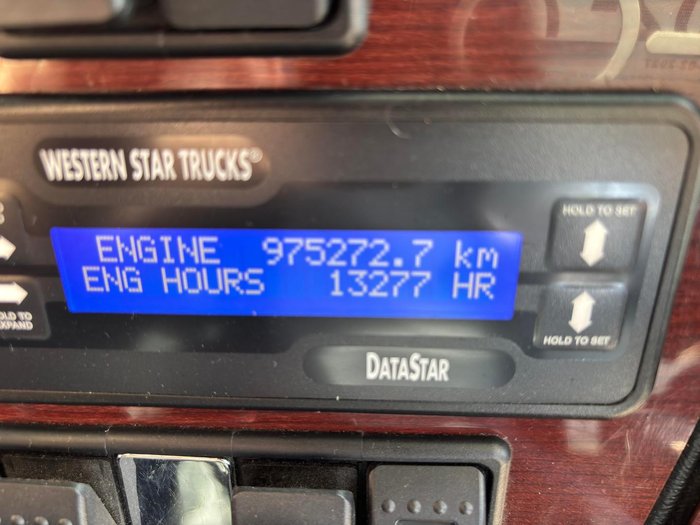 WESTERN STAR TRUCKS®
HOLD TO SET
ENGINE 975272.7 km
ENG HOURS 13277 HR
HOLD TO SET
DATASTAR